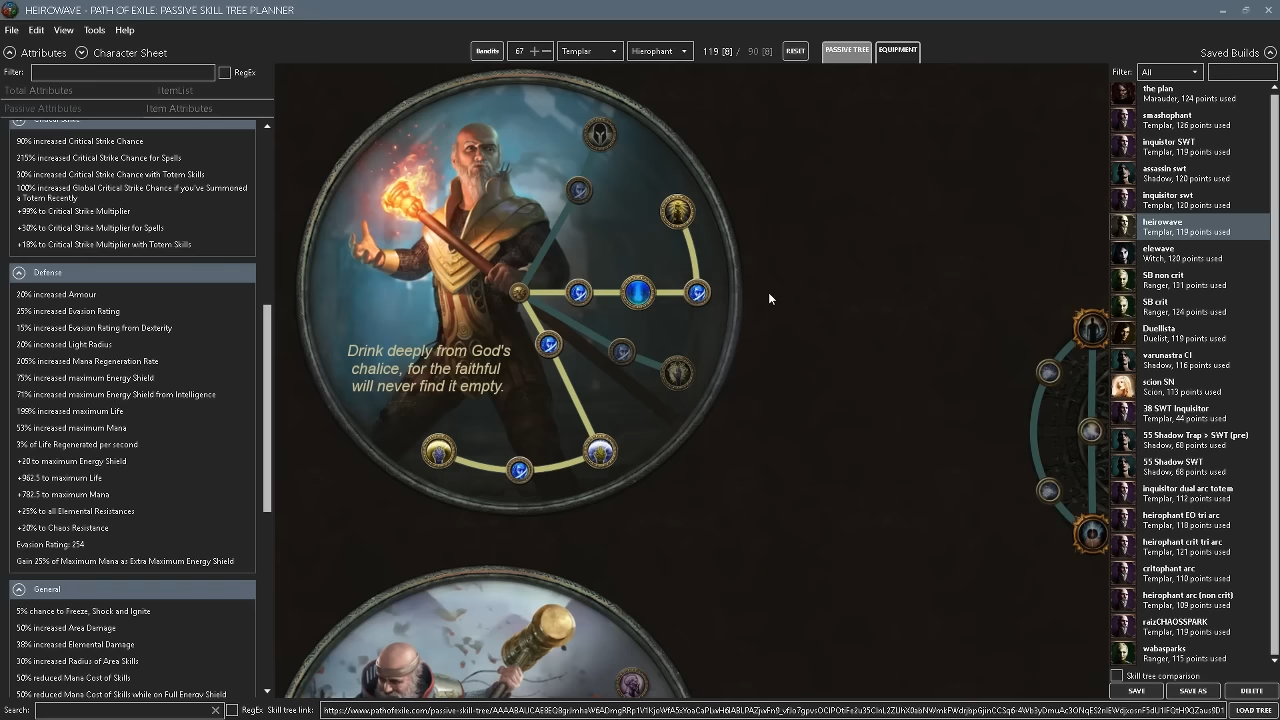 HEIROWAVE - PATH OF EXILE: PASSIVE SKILL TREE PLANNER
File Edit View Tools Help
Attributes Character Sheet
Bandits 67 Templar Hierophant 119 [8] / 90 [8] RESET PASSIVE TREE EQUIPMENT
Saved Builds
Filter: RegEx
Filter: All
Total Attributes ItemList
Passive Attributes Item Attributes
Critical Strike
90% increased Critical Strike Chance
215% increased Critical Strike Chance for Spells
30% increased Critical Strike Chance with Totem Skills
100% increased Global Critical Strike Chance if you've Summoned
a Totem Recently
+98% to Critical Strike Multiplier
+30% to Critical Strike Multiplier for Spells
+18% to Critical Strike Multiplier with Totem Skills
Defense
20% increased Armour
25% increased Evasion Rating
15% increased Evasion Rating from Dexterity
20% increased Light Radius
205% increased Mana Regeneration Rate
75% increased maximum Energy Shield
71% increased maximum Energy Shield from Intelligence
199% increased maximum Life
53% increased maximum Mana
3% of Life Regenerated per second
+20 to maximum Energy Shield
+962.5 to maximum Life
+782.5 to maximum Mana
+25% to all Elemental Resistances
+20% to Chaos Resistance
Evasion Rating: 254
Gain 25% of Maximum Mana as Extra Maximum Energy Shield
General
5% chance to Freeze, Shock and Ignite
50% increased Area Damage
38% increased Elemental Damage
30% increased Radius of Area Skills
50% reduced Mana Cost of Skills
50% reduced Mana Cost of Skills while on Full Energy Shield
Drink deeply from God's
chalice, for the faithful
will never find it empty.
the plan
Marauder, 124 points used
smashophant
Templar, 126 points used
inquistor SWT
Templar, 119 points used
assassin swt
Shadow, 120 points used
inquisitor swt
Templar, 120 points used
heirowave
Templar, 119 points used
elewave
Witch, 120 points used
SB non crit
Ranger, 131 points used
SB crit
Ranger, 124 points used
Duellista
Duelist, 119 points used
varunastra CI
Shadow, 116 points used
scion SN
Scion, 113 points used
38 SWT Inquisitor
Templar, 44 points used
55 Shadow Trap > SWT (pre)
Shadow, 68 points used
55 Shadow SWT
Shadow, 68 points used
inquisitor dual arc totem
Templar, 112 points used
heirophant EO tri arc
Templar, 118 points used
heirophant crit tri arc
Templar, 121 points used
critophant arc
Templar, 110 points used
heirophant arc (non crit)
Templar, 109 points used
raizCHAOSSPARK
Templar, 119 points used
wabasparks
Ranger, 115 points used
Skill tree comparison
SAVE SAVE AS DELETE
Search: RegEx Skill tree link: LOAD TREE